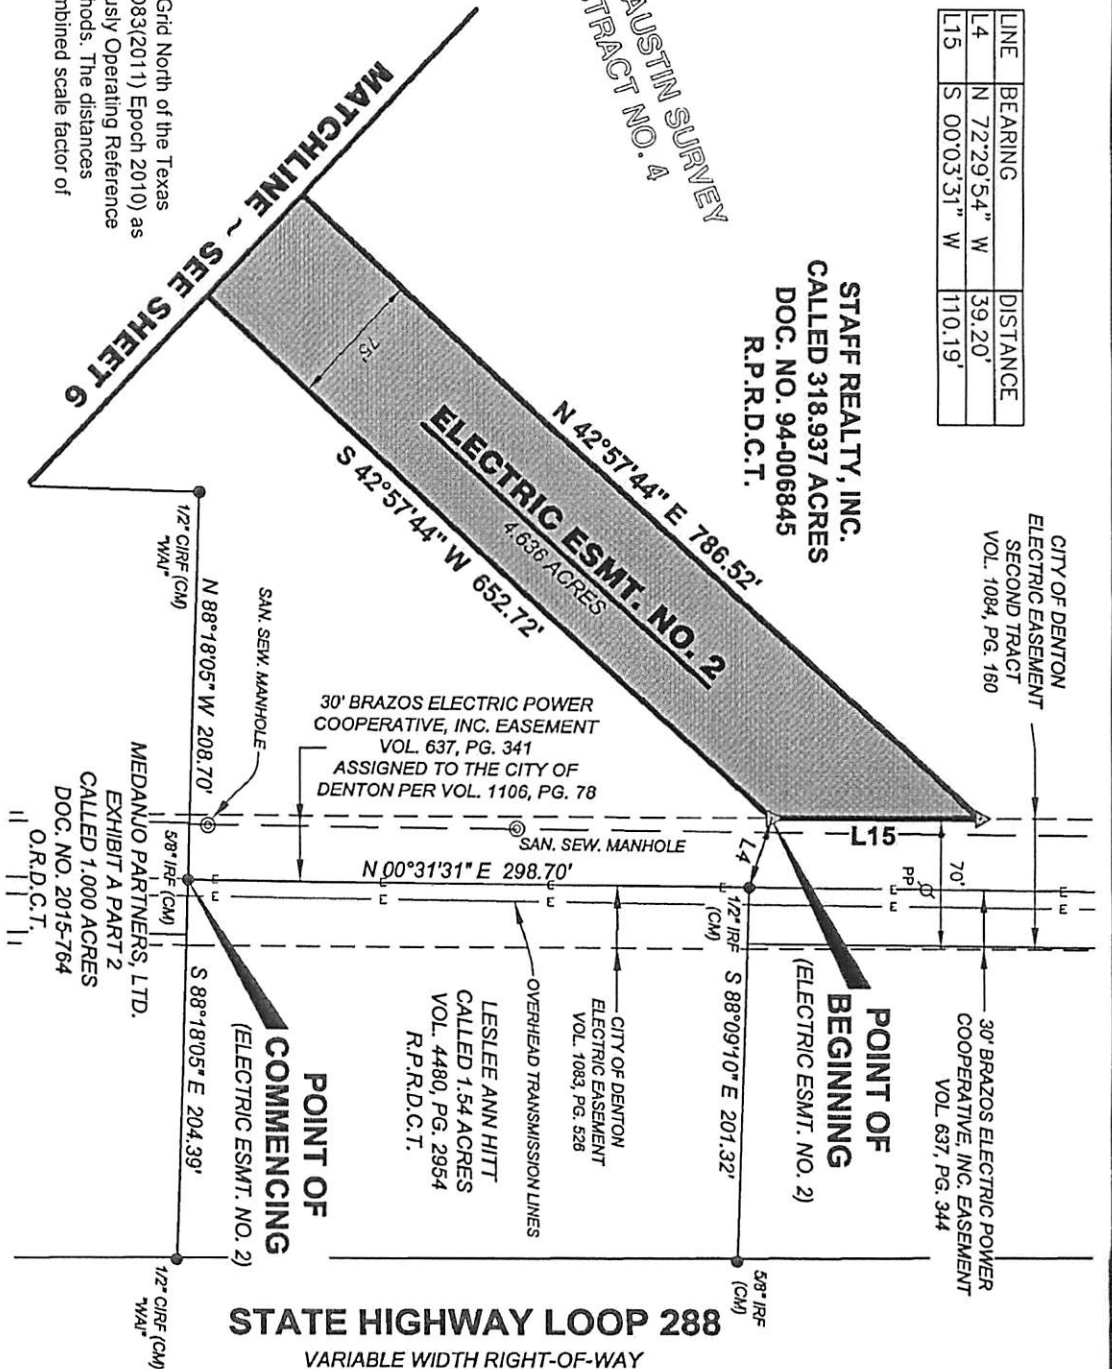 LINE BEARING DISTANCE
L4 N 72°29'54" W 39.20'
L15 S 00°03'31" W 110.19'
AUSTIN SURVEY
STRACT NO. 4
STAFF REALTY, INC.
CALLED 318.937 ACRES
DOC. NO. 94-006845
R.P.R.D.C.T.
CITY OF DENTON
ELECTRIC EASEMENT
SECOND TRACT
VOL. 1084, PG. 160
Grid North of the Texas
083(2011) Epoch 2010) as
usly Operating Reference
hods. The distances
mbined scale factor of
MATCHLINE ~ SEE SHEET 6
75'
N 42°57'44" E 786.52'
ELECTRIC ESMT. NO. 2
4.636 ACRES
S 42°57'44" W 652.72'
30' BRAZOS ELECTRIC POWER
COOPERATIVE, INC. EASEMENT
VOL. 637, PG. 341
ASSIGNED TO THE CITY OF
DENTON PER VOL. 1106, PG. 78
1/2" CIRF (CM)
"WAI"
N 88°18'05" W 208.70'
SAN. SEW. MANHOLE
SAN. SEW. MANHOLE
L15
L4
70'
PP
N 00°31'31" E 298.70'
E
E
E
E
E
E
E
E
E
E
1/2" IRF
(CM)
5/8" IRF (CM)
MEDANJO PARTNERS, LTD.
EXHIBIT A PART 2
CALLED 1.000 ACRES
DOC. NO. 2015-764
O.R.D.C.T.
POINT OF
BEGINNING
(ELECTRIC ESMT. NO. 2)
30' BRAZOS ELECTRIC POWER
COOPERATIVE, INC. EASEMENT
VOL. 637, PG. 344
S 88°09'10" E 201.32'
CITY OF DENTON
ELECTRIC EASEMENT
VOL. 1083, PG. 526
OVERHEAD TRANSMISSION LINES
LESLEE ANN HITT
CALLED 1.54 ACRES
VOL. 4480, PG. 2954
R.P.R.D.C.T.
POINT OF
COMMENCING
(ELECTRIC ESMT. NO. 2)
S 88°18'05" E 204.39'
5/8" IRF
(CM)
1/2" CIRF (CM)
"WAI"
STATE HIGHWAY LOOP 288
VARIABLE WIDTH RIGHT-OF-WAY